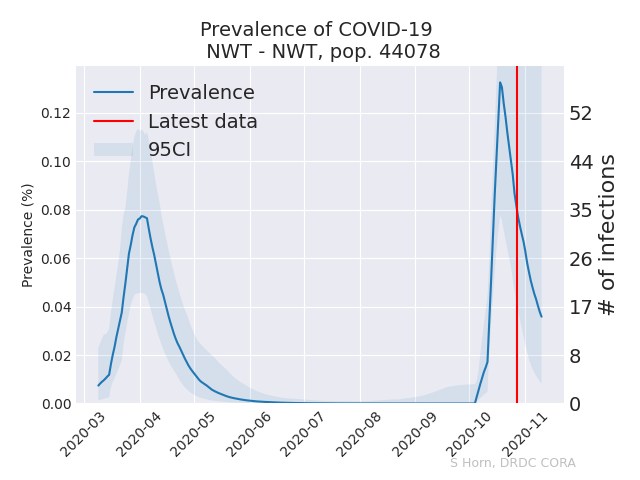 Prevalence of COVID-19
NWT - NWT, pop. 44078
Prevalence
Latest data
95CI
Prevalence (%)
0.12
0.10
0.08
0.06
0.04
0.02
0.00
52
44
35
26
17
8
0
# of infections
2020-03
2020-04
2020-05
2020-06
2020-07
2020-08
2020-09
2020-10
2020-11
S Horn, DRDC CORA